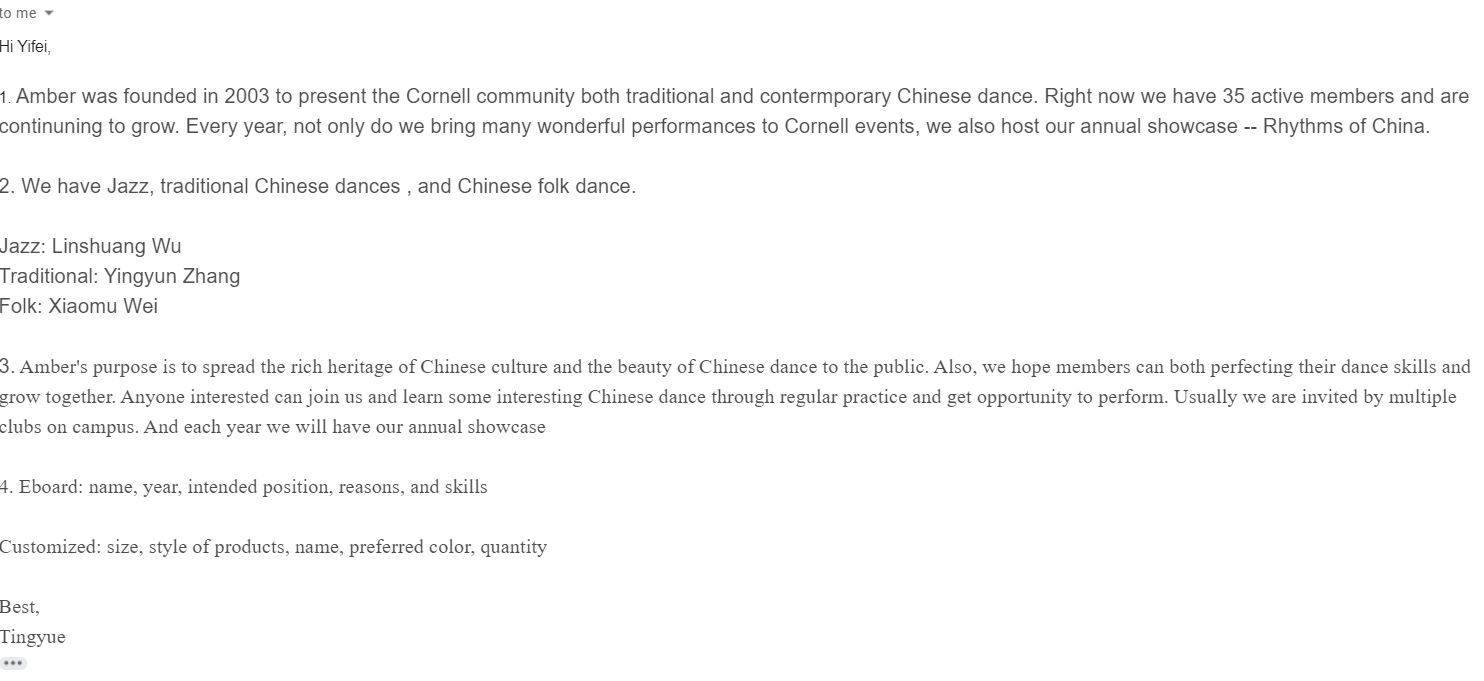 to me
Hi Yifei,
1. Amber was founded in 2003 to present the Cornell community both traditional and contermporary Chinese dance. Right now we have 35 active members and are
continuning to grow. Every year, not only do we bring many wonderful performances to Cornell events, we also host our annual showcase -- Rhythms of China.
2. We have Jazz, traditional Chinese dances , and Chinese folk dance.
Jazz: Linshuang Wu
Traditional: Yingyun Zhang
Folk: Xiaomu Wei
3. Amber's purpose is to spread the rich heritage of Chinese culture and the beauty of Chinese dance to the public. Also, we hope members can both perfecting their dance skills and
grow together. Anyone interested can join us and learn some interesting Chinese dance through regular practice and get opportunity to perform. Usually we are invited by multiple
clubs on campus. And each year we will have our annual showcase
4. Eboard: name, year, intended position, reasons, and skills
Customized: size, style of products, name, preferred color, quantity
Best,
Tingyue